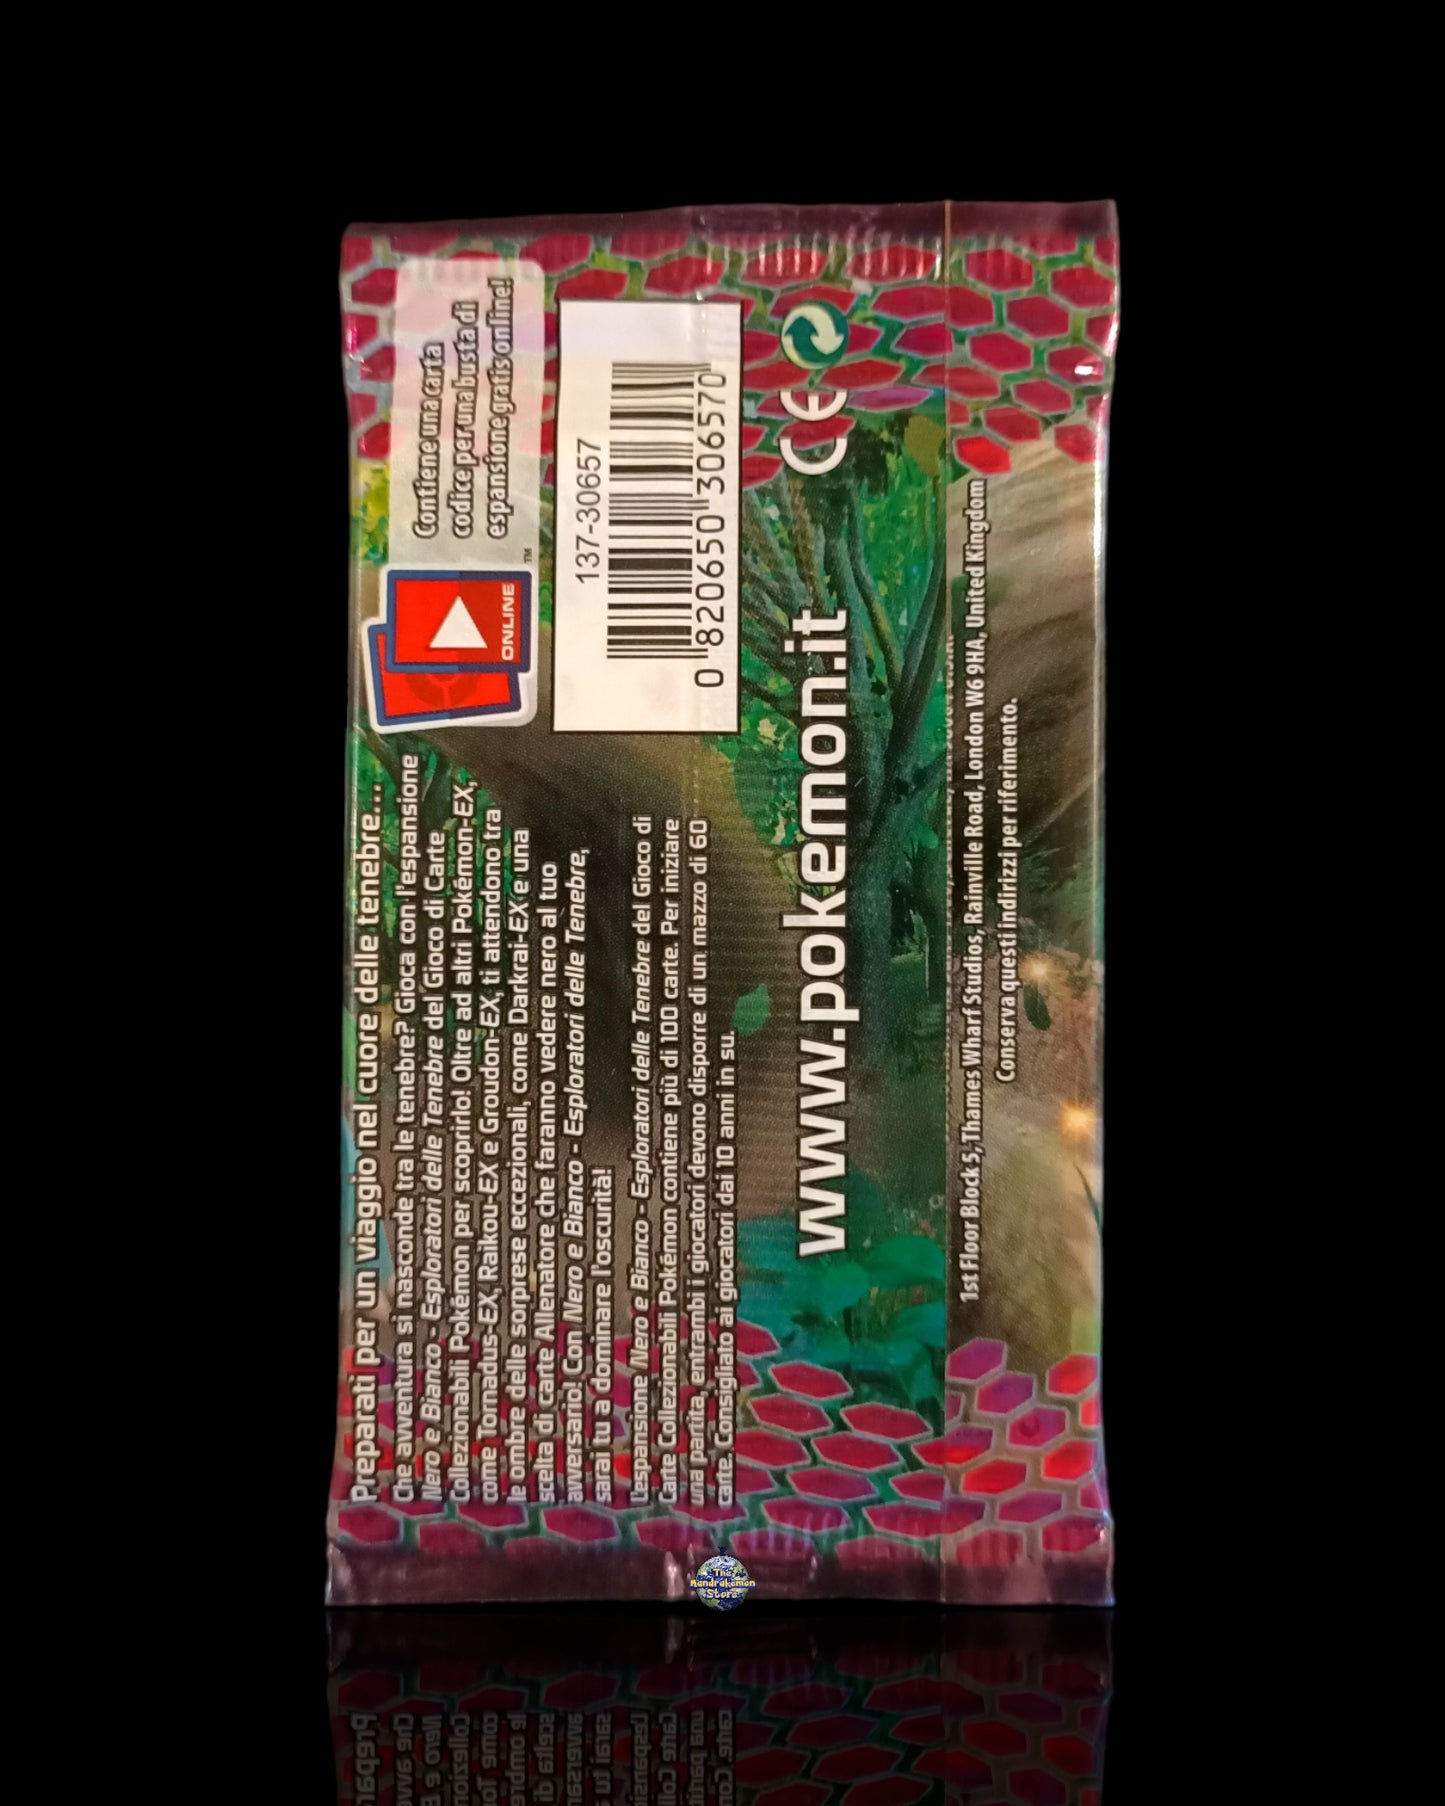 Preparati per un viaggio nel cuore delle tenebre...
Che avventura si nasconde tra le tenebre? Gioca con l'espansione
Nero e Bianco - Esploratori delle Tenebre del Gioco di Carte
Collezionabili Pokémon per scoprirlo! Oltre ad altri Pokémon-EX,
come Tornadus-EX, Raikou-EX e Groudon-EX, ti attendono tra
le ombre delle sorprese eccezionali, come Darkrai-EX e una
scelta di carte Allenatore che faranno vedere nero al tuo
avversario! Con Nero e Bianco - Esploratori delle Tenebre,
sarai tu a dominare l'oscurità!
L'espansione Nero e Bianco - Esploratori delle Tenebre del Gioco di
Carte Collezionabili Pokémon contiene più di 100 carte. Per iniziare
una partita, entrambi i giocatori devono disporre di un mazzo di 60
carte. Consigliato ai giocatori dai 10 anni in su.
ONLINE
TM
Contiene una carta
codice per una busta di
espansione gratis online!
137-30657
0 820650 306570
www.pokemon.it
CE
1st Floor Block 5, Thames Wharf Studios, Rainville Road, London W6 9HA, United Kingdom
Conserva questi indirizzi per riferimento.
The
Mandrakemon
Store